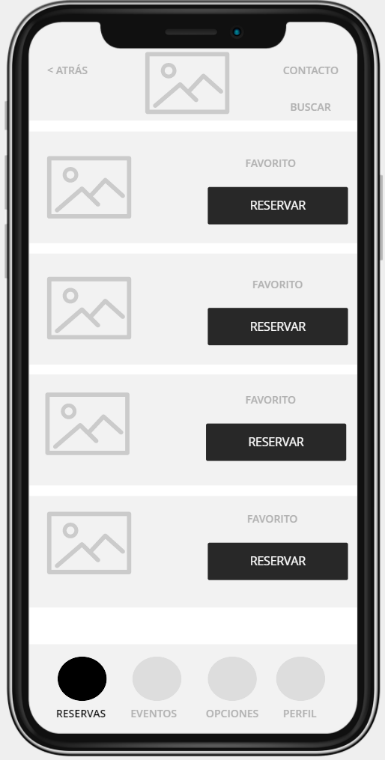 < ATRÁS
CONTACTO
BUSCAR
FAVORITO
RESERVAR
FAVORITO
RESERVAR
FAVORITO
RESERVAR
FAVORITO
RESERVAR
RESERVAS EVENTOS OPCIONES PERFIL